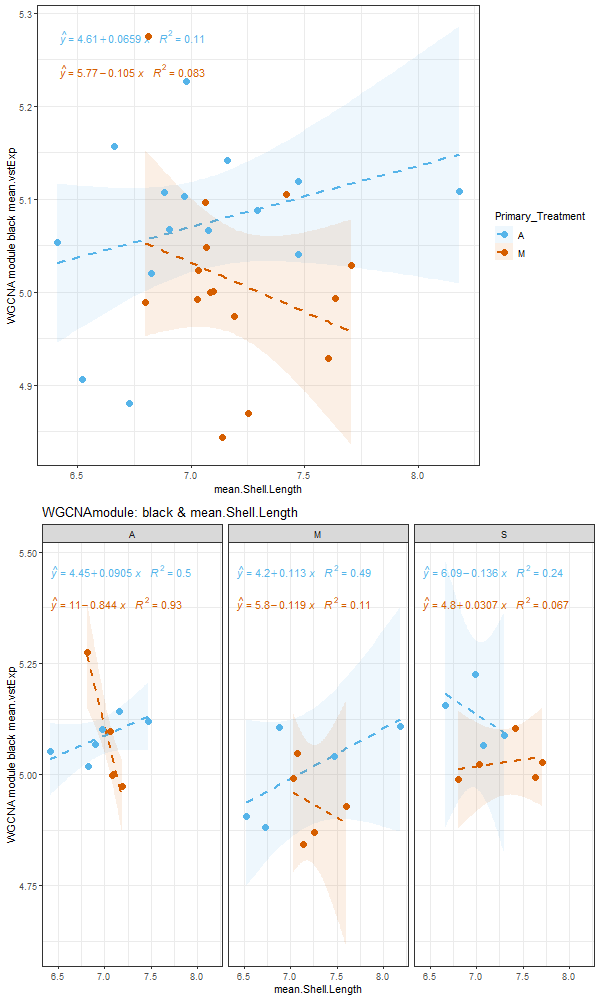 5.3
ŷ = 4.61 + 0.0659 x R² = 0.11
ŷ = 5.77 − 0.105 x R² = 0.083
5.2
5.1
5.0
4.9
WGCNA module black mean.vstExp
6.5 7.0 7.5 8.0
mean.Shell.Length
Primary_Treatment
A
M
WGCNAmodule: black & mean.Shell.Length
A M S
5.50
ŷ = 4.45 + 0.0905 x R² = 0.5
ŷ = 11 − 0.844 x R² = 0.93
ŷ = 4.2 + 0.113 x R² = 0.49
ŷ = 5.8 − 0.119 x R² = 0.11
ŷ = 6.09 − 0.136 x R² = 0.24
ŷ = 4.8 + 0.0307 x R² = 0.067
5.25
5.00
4.75
WGCNA module black mean.vstExp
6.5 7.0 7.5 8.0 6.5 7.0 7.5 8.0 6.5 7.0 7.5 8.0
mean.Shell.Length